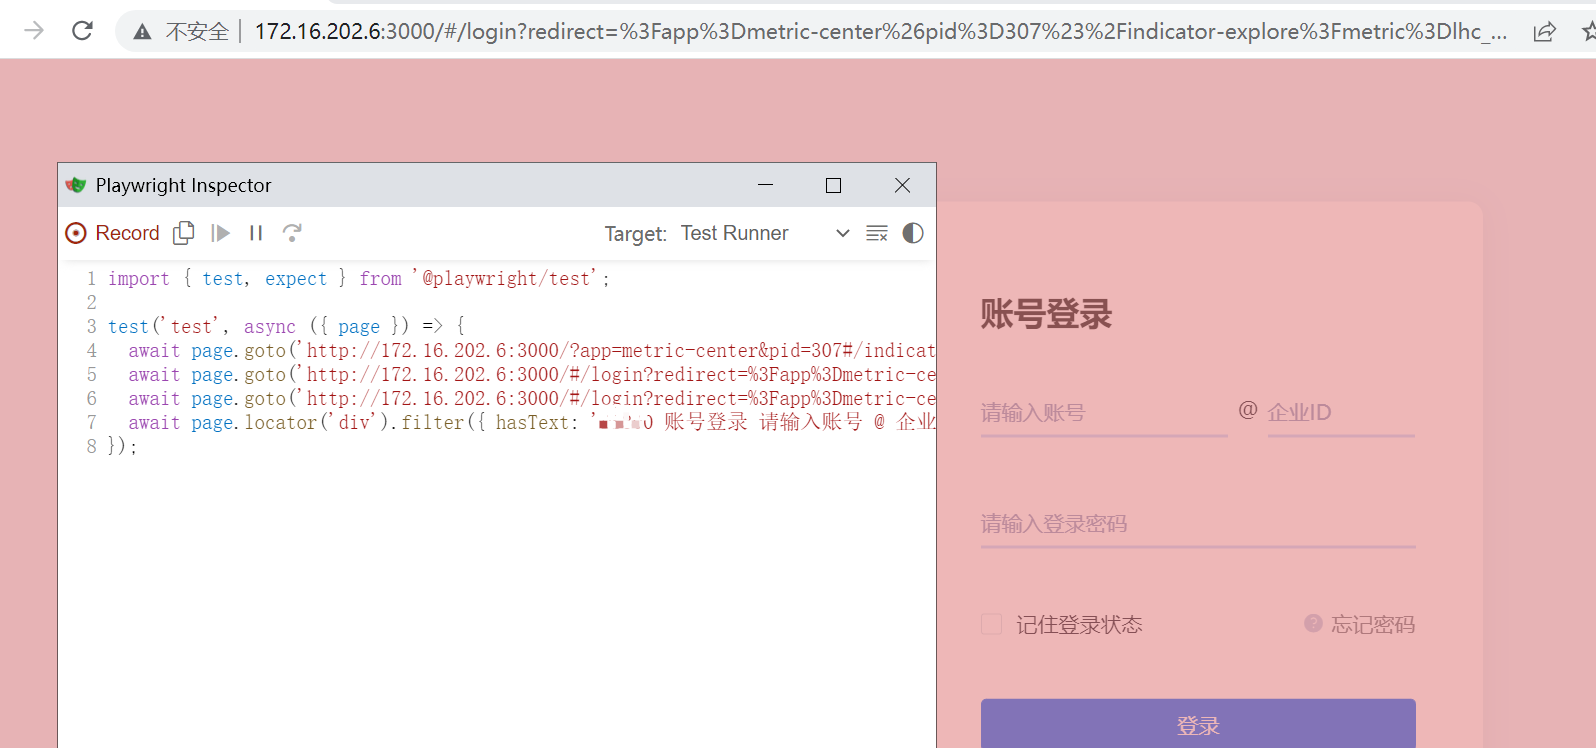 不安全 | 172.16.202.6:3000/#/login?redirect=%3Fapp%3Dmetric-center%26pid%3D307%23%2Findicator-explore%3Fmetric%3Dlhc_...
Playwright Inspector
Record Target: Test Runner
1 import { test, expect } from '@playwright/test';
2
3 test('test', async ({ page }) => {
4 await page.goto('http://172.16.202.6:3000/?app=metric-center&pid=307#/indicat
5 await page.goto('http://172.16.202.6:3000/#/login?redirect=%3Fapp%3Dmetric-ce
6 await page.goto('http://172.16.202.6:3000/#/login?redirect=%3Fapp%3Dmetric-ce
7 await page.locator('div').filter({ hasText: ' 账号登录 请输入账号 @ 企业
8 });
账号登录
请输入账号 @ 企业ID
请输入登录密码
记住登录状态 ? 忘记密码
登录